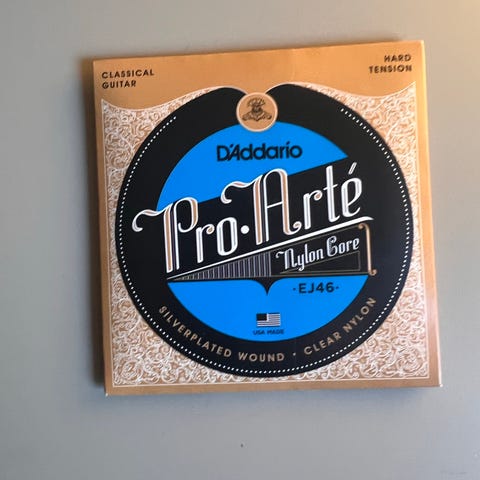 CLASSICAL
GUITAR
HARD
TENSION
D'Addario
Pro·Arté
Nylon Core
·EJ46·
USA MADE
SILVERPLATED WOUND · CLEAR NYLON